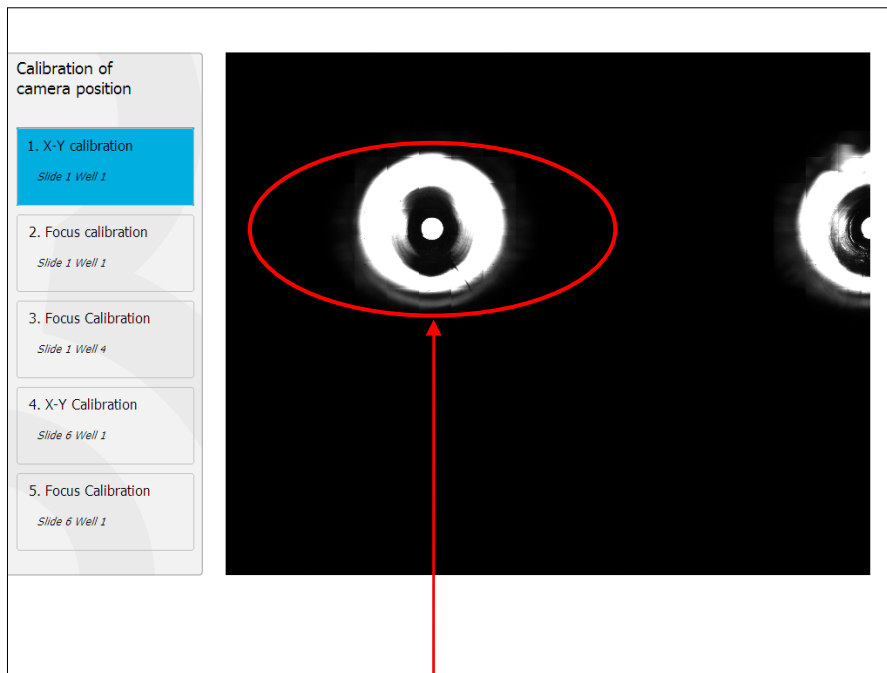 Calibration of
camera position
1. X-Y calibration
Slide 1 Well 1
2. Focus calibration
Slide 1 Well 1
3. Focus Calibration
Slide 1 Well 4
4. X-Y Calibration
Slide 6 Well 1
5. Focus Calibration
Slide 6 Well 1